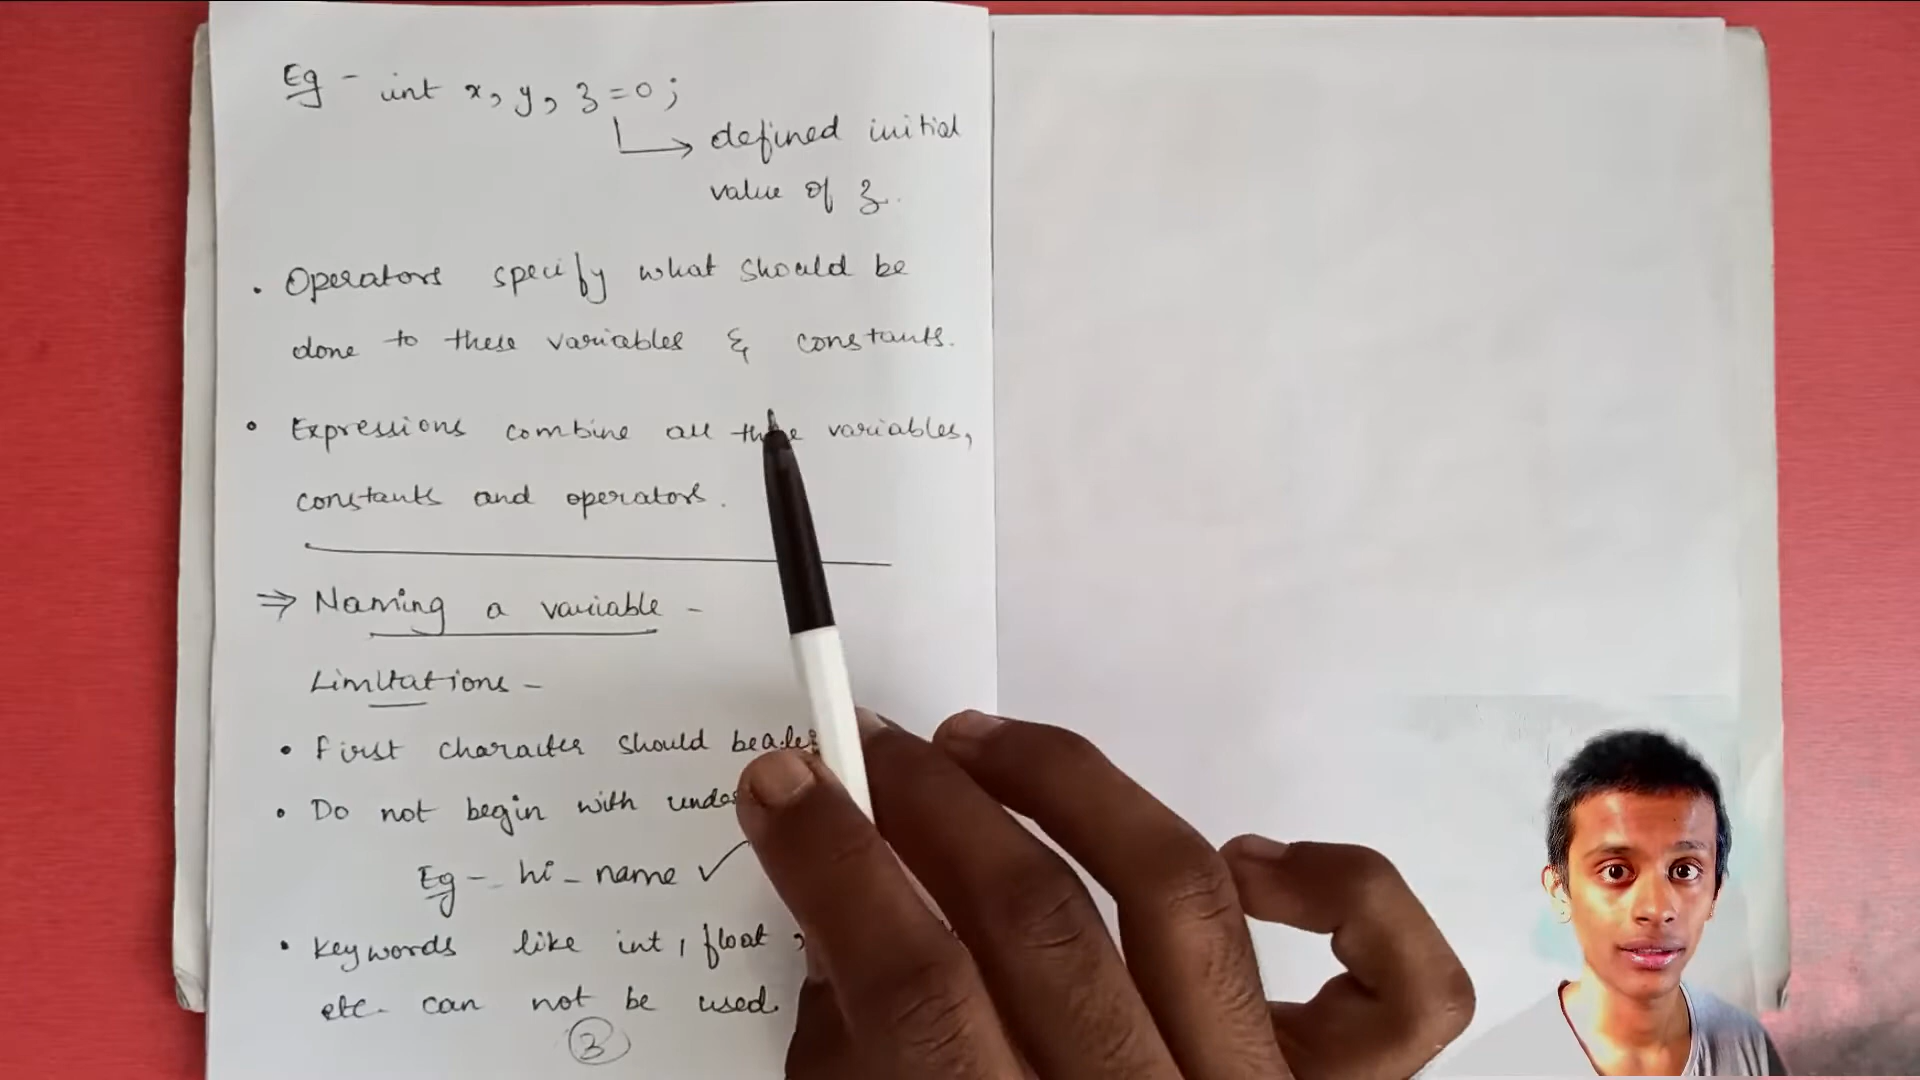 Eg - int x, y, z = 0 ;
defined initial
value of z.
• Operators specify what should be
done to these variables & constants.
• Expressions combine all these variables,
constants and operators.
⇒ Naming a variable -
Limitations -
• First character should be a
• Do not begin with
Eg - hi_name ✓
• Keywords like int, float,
etc. can not be used.
3